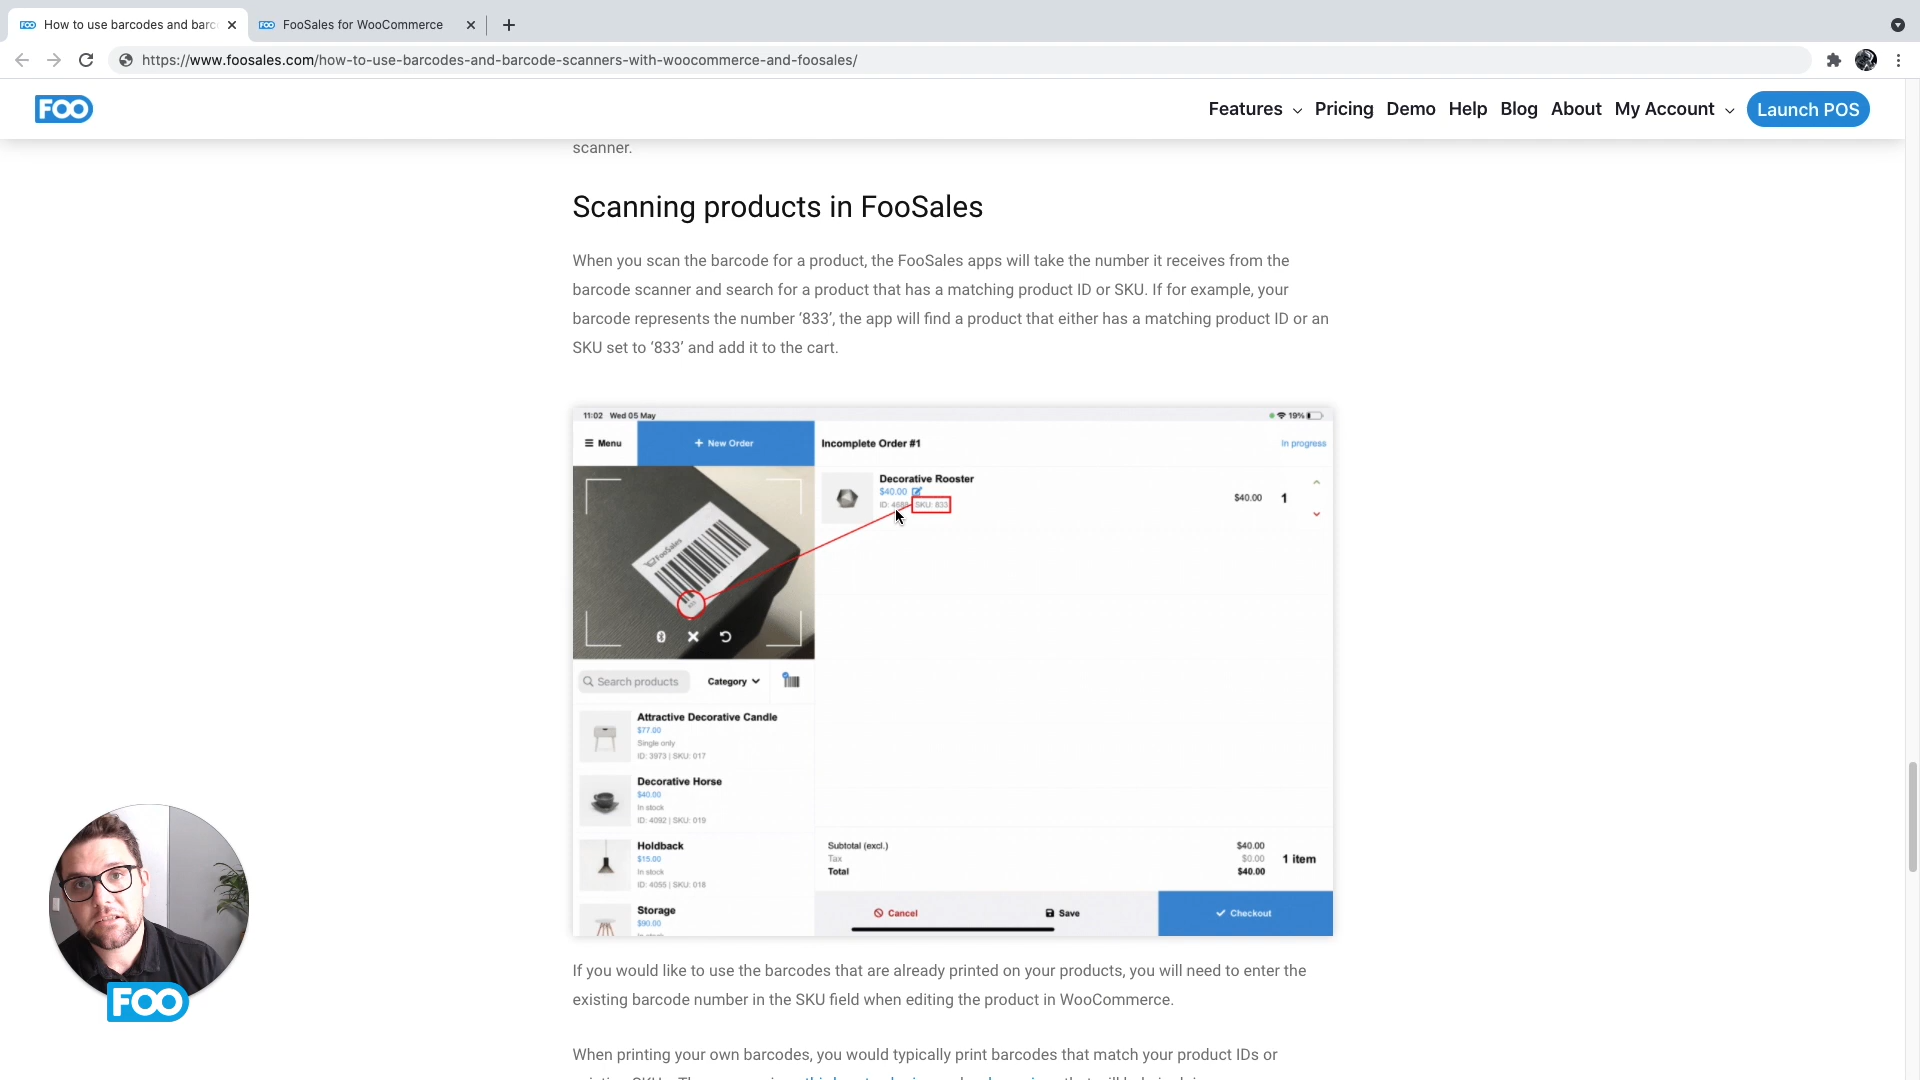 How to use barcodes and barc
FooSales for WooCommerce
https://www.foosales.com/how-to-use-barcodes-and-barcode-scanners-with-woocommerce-and-foosales/
FOO
Features
Pricing
Demo
Help
Blog
About
My Account
Launch POS
scanner.
Scanning products in FooSales
When you scan the barcode for a product, the FooSales apps will take the number it receives from the
barcode scanner and search for a product that has a matching product ID or SKU. If for example, your
barcode represents the number ‘833’, the app will find a product that either has a matching product ID or an
SKU set to ‘833’ and add it to the cart.
11:02 Wed 05 May
19%
Menu
+ New Order
Incomplete Order #1
In progress
Decorative Rooster
$40.00
SKU: 833
$40.00
1
FooSales
833
Search products
Category
Attractive Decorative Candle
$77.00
Single only
ID: 3973 | SKU: 017
Decorative Horse
$40.00
In stock
ID: 4092 | SKU: 019
Holdback
$15.00
In stock
ID: 4055 | SKU: 018
Storage
$90.00
Subtotal (excl.) $40.00
Tax $0.00
1 item
Total $40.00
Cancel
Save
Checkout
If you would like to use the barcodes that are already printed on your products, you will need to enter the
existing barcode number in the SKU field when editing the product in WooCommerce.
When printing your own barcodes, you would typically print barcodes that match your product IDs or
FOO